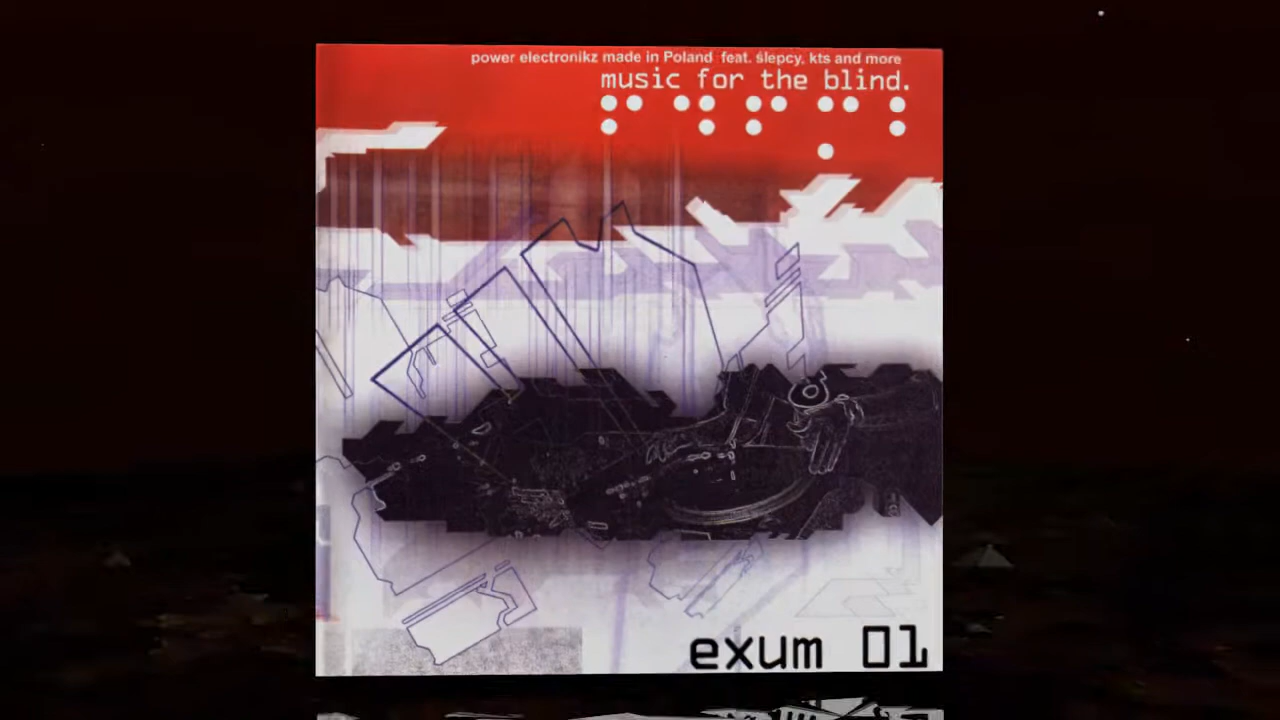 power electronikz made in Poland feat. ślepcy, kts and more
music for the blind.
⠋⠙⠋⠍⠃
exum 01